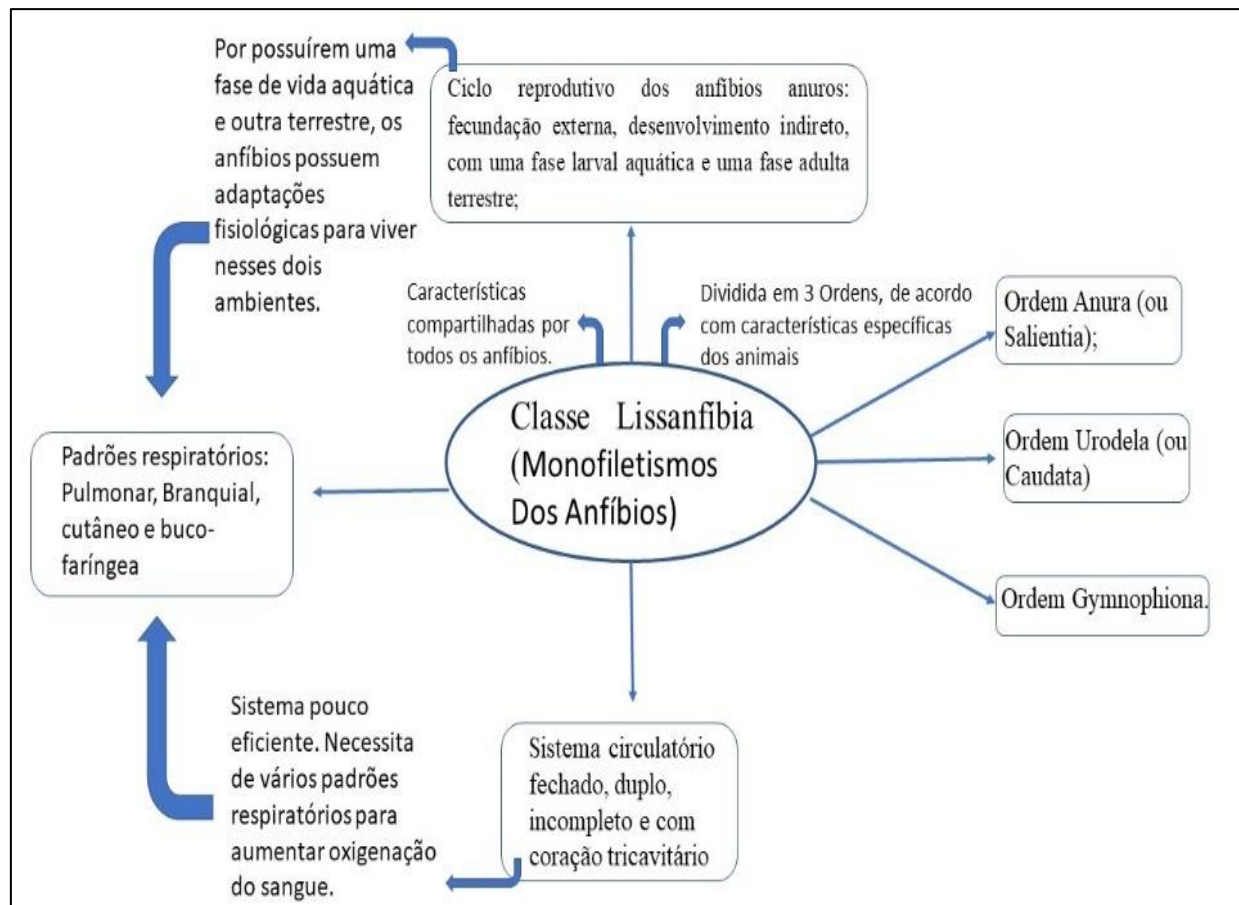 Por possuírem uma
fase de vida aquática
e outra terrestre, os
anfíbios possuem
adaptações
fisiológicas para viver
nesses dois
ambientes.
Ciclo reprodutivo dos anfíbios anuros:
fecundação externa, desenvolvimento indireto,
com uma fase larval aquática e uma fase adulta
terrestre;
Características
compartilhadas por
todos os anfíbios.
Dividida em 3 Ordens, de acordo
com características específicas
dos animais
Ordem Anura (ou
Salientia);
Classe Lissanfíbia
(Monofiletismos
Dos Anfíbios)
Ordem Urodela (ou
Caudata)
Padrões respiratórios:
Pulmonar, Branquial,
cutâneo e buco-
faríngea
Ordem Gymnophiona.
Sistema pouco
eficiente. Necessita
de vários padrões
respiratórios para
aumentar oxigenação
do sangue.
Sistema circulatório
fechado, duplo,
incompleto e com
coração tricavitário